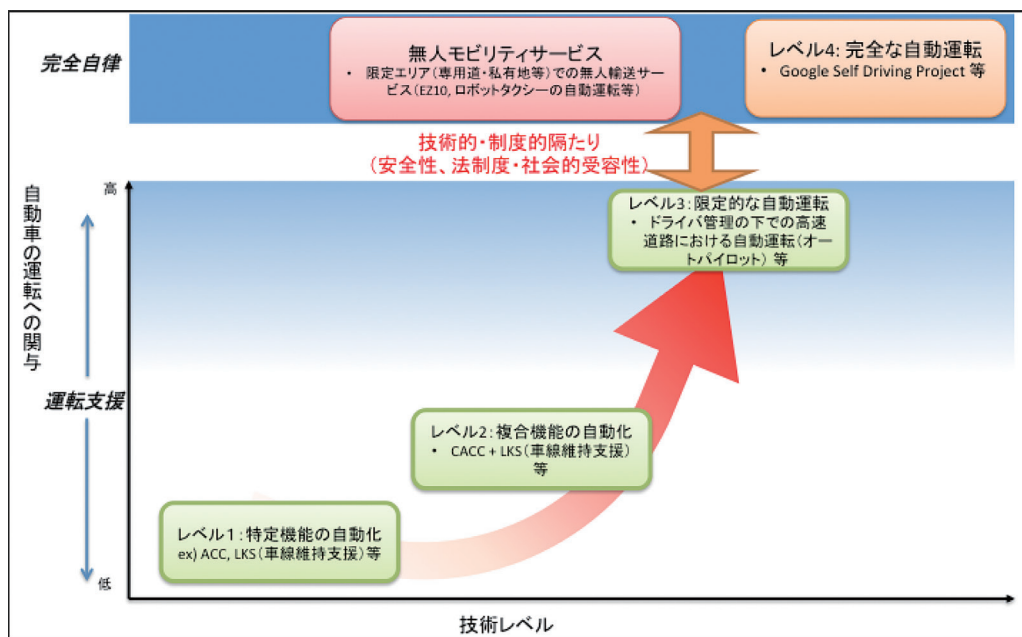 完全自律
無人モビリティサービス
• 限定エリア(専用道・私有地等)での無人輸送サー
ビス(EZ10, ロボットタクシーの自動運転等)
レベル4: 完全な自動運転
• Google Self Driving Project 等
技術的・制度的隔たり
(安全性、法制度・社会的受容性)
自動車の運転への関与
高
レベル3:限定的な自動運転
• ドライバ管理の下での高速
道路における自動運転(オー
トパイロット) 等
運転支援
レベル2:複合機能の自動化
• CACC + LKS(車線維持支援)
等
レベル1:特定機能の自動化
ex) ACC, LKS(車線維持支援)等
低
技術レベル